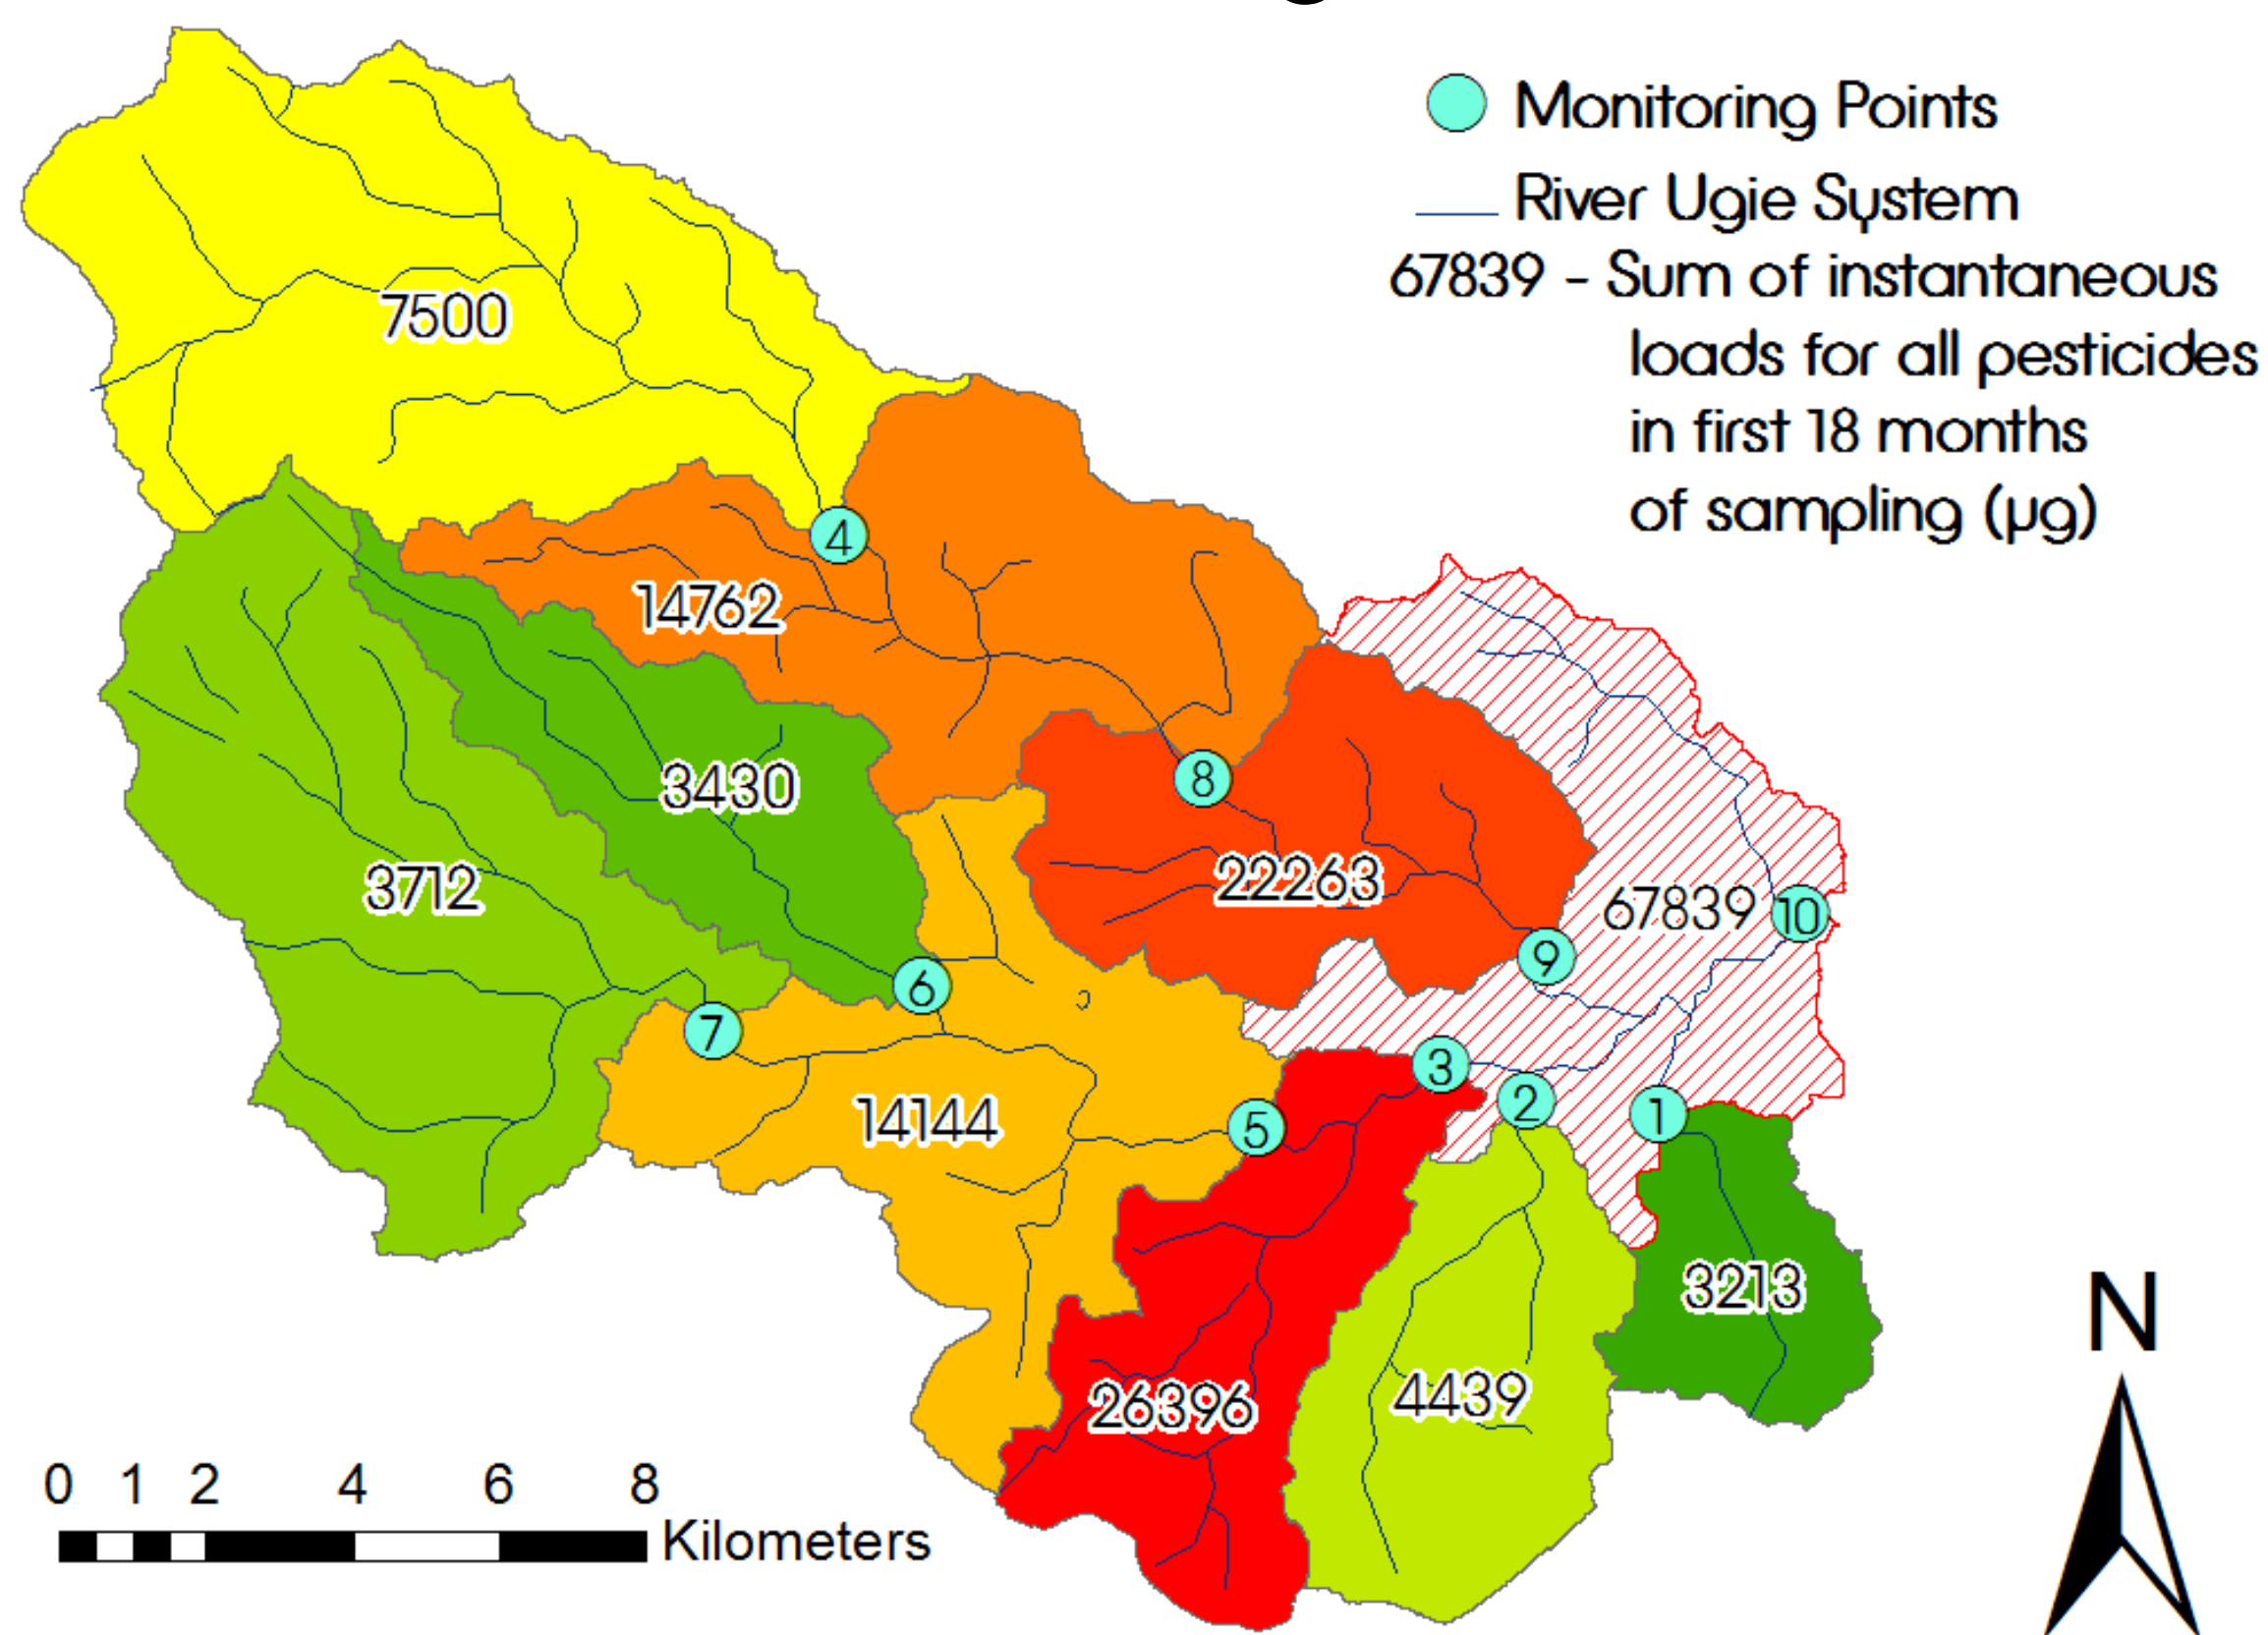 Monitoring Points
River Ugie System
67839 - Sum of instantaneous
loads for all pesticides
in first 18 months
of sampling (µg)
7500
4
14762
8
3430
3712
22263
67839
10
9
6
7
3
2
1
5
14144
3213
26396
4439
N
0 1 2 4 6 8
Kilometers